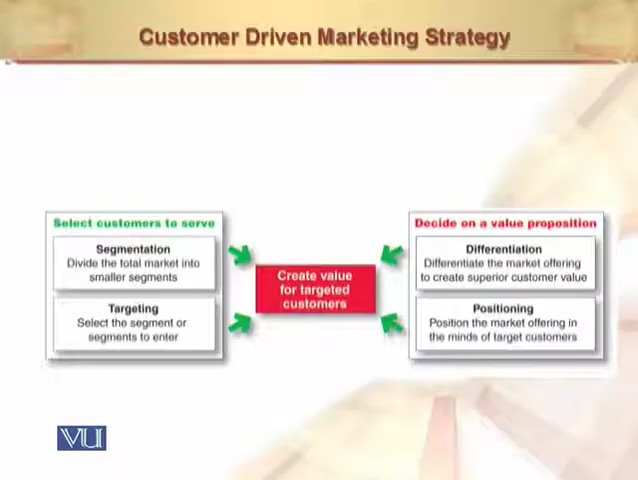 Customer Driven Marketing Strategy
Select customers to serve
Segmentation
Divide the total market into
smaller segments
Targeting
Select the segment or
segments to enter
Create value
for targeted
customers
Decide on a value proposition
Differentiation
Differentiate the market offering
to create superior customer value
Positioning
Position the market offering in
the minds of target customers
VU